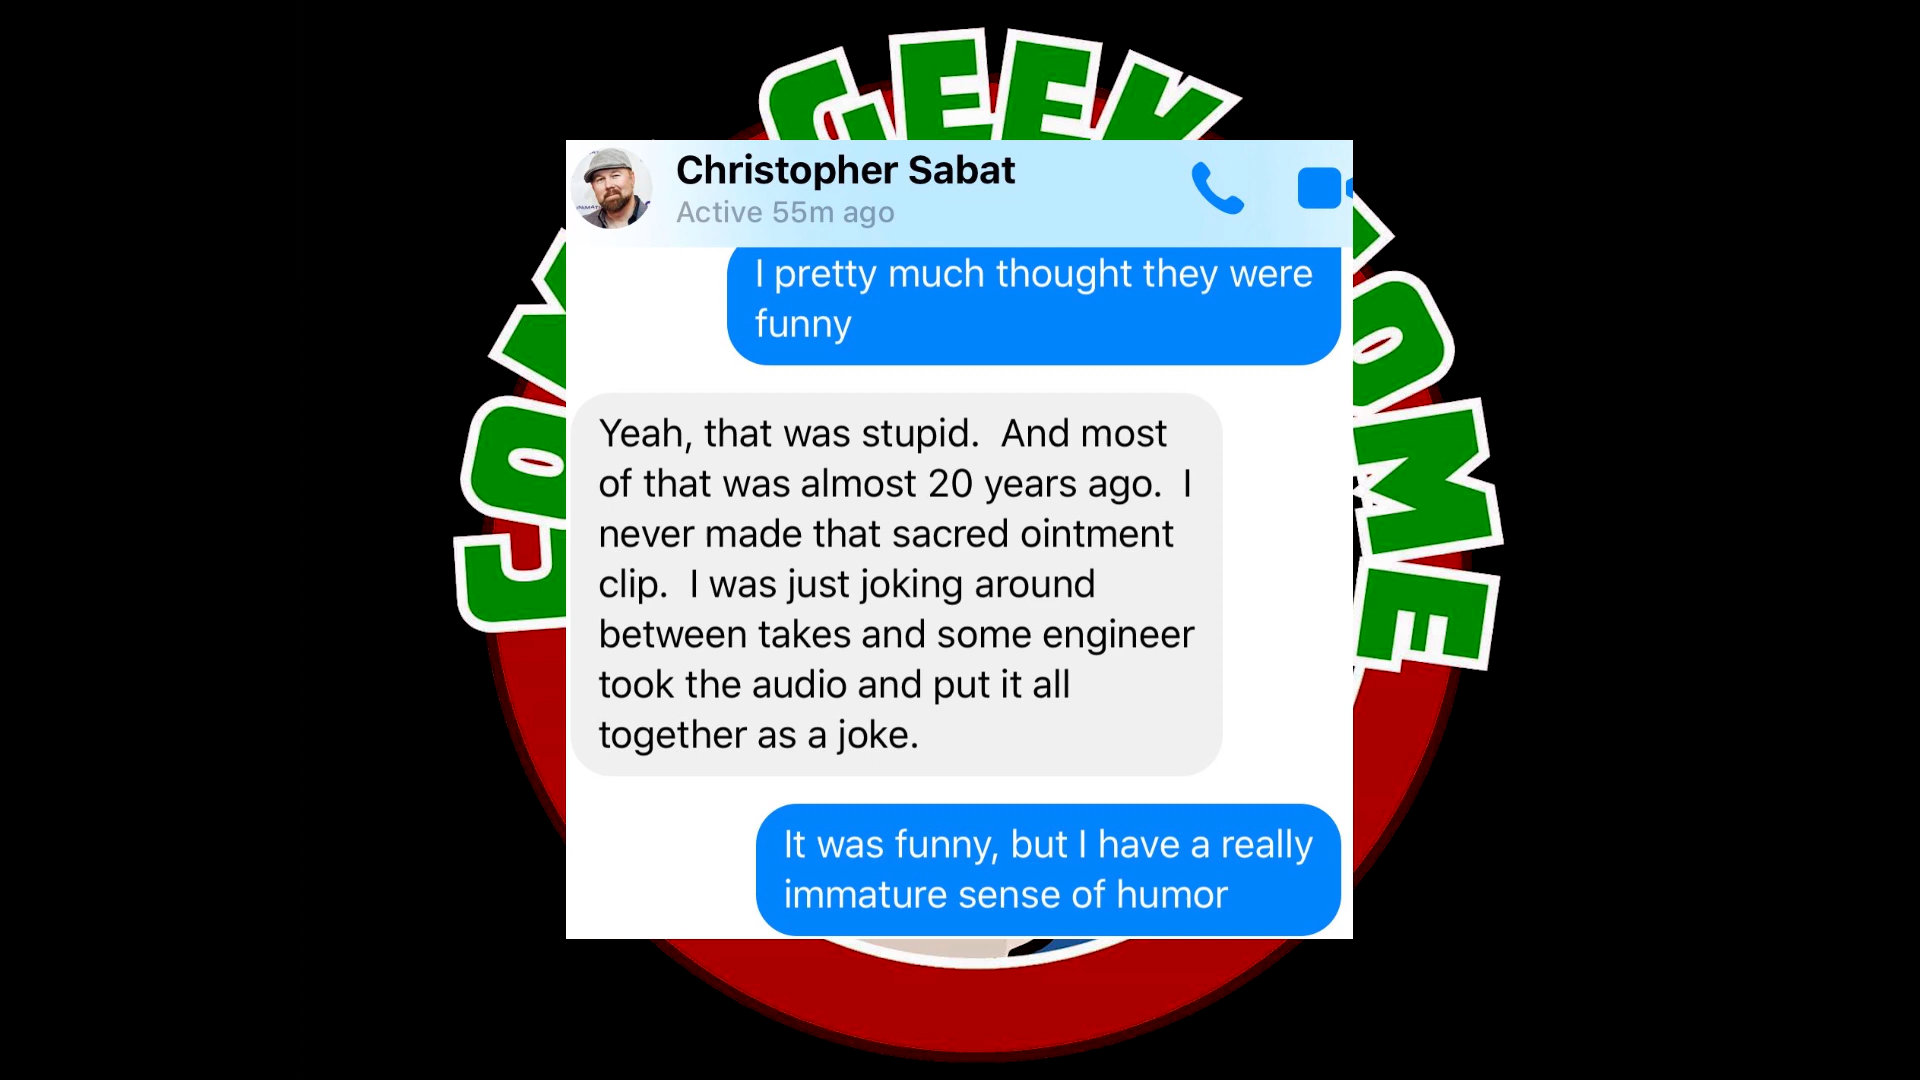 GEEK
Christopher Sabat
Active 55m ago
I pretty much thought they were
funny
Yeah, that was stupid.  And most
of that was almost 20 years ago.  I
never made that sacred ointment
clip.  I was just joking around
between takes and some engineer
took the audio and put it all
together as a joke.
It was funny, but I have a really
immature sense of humor